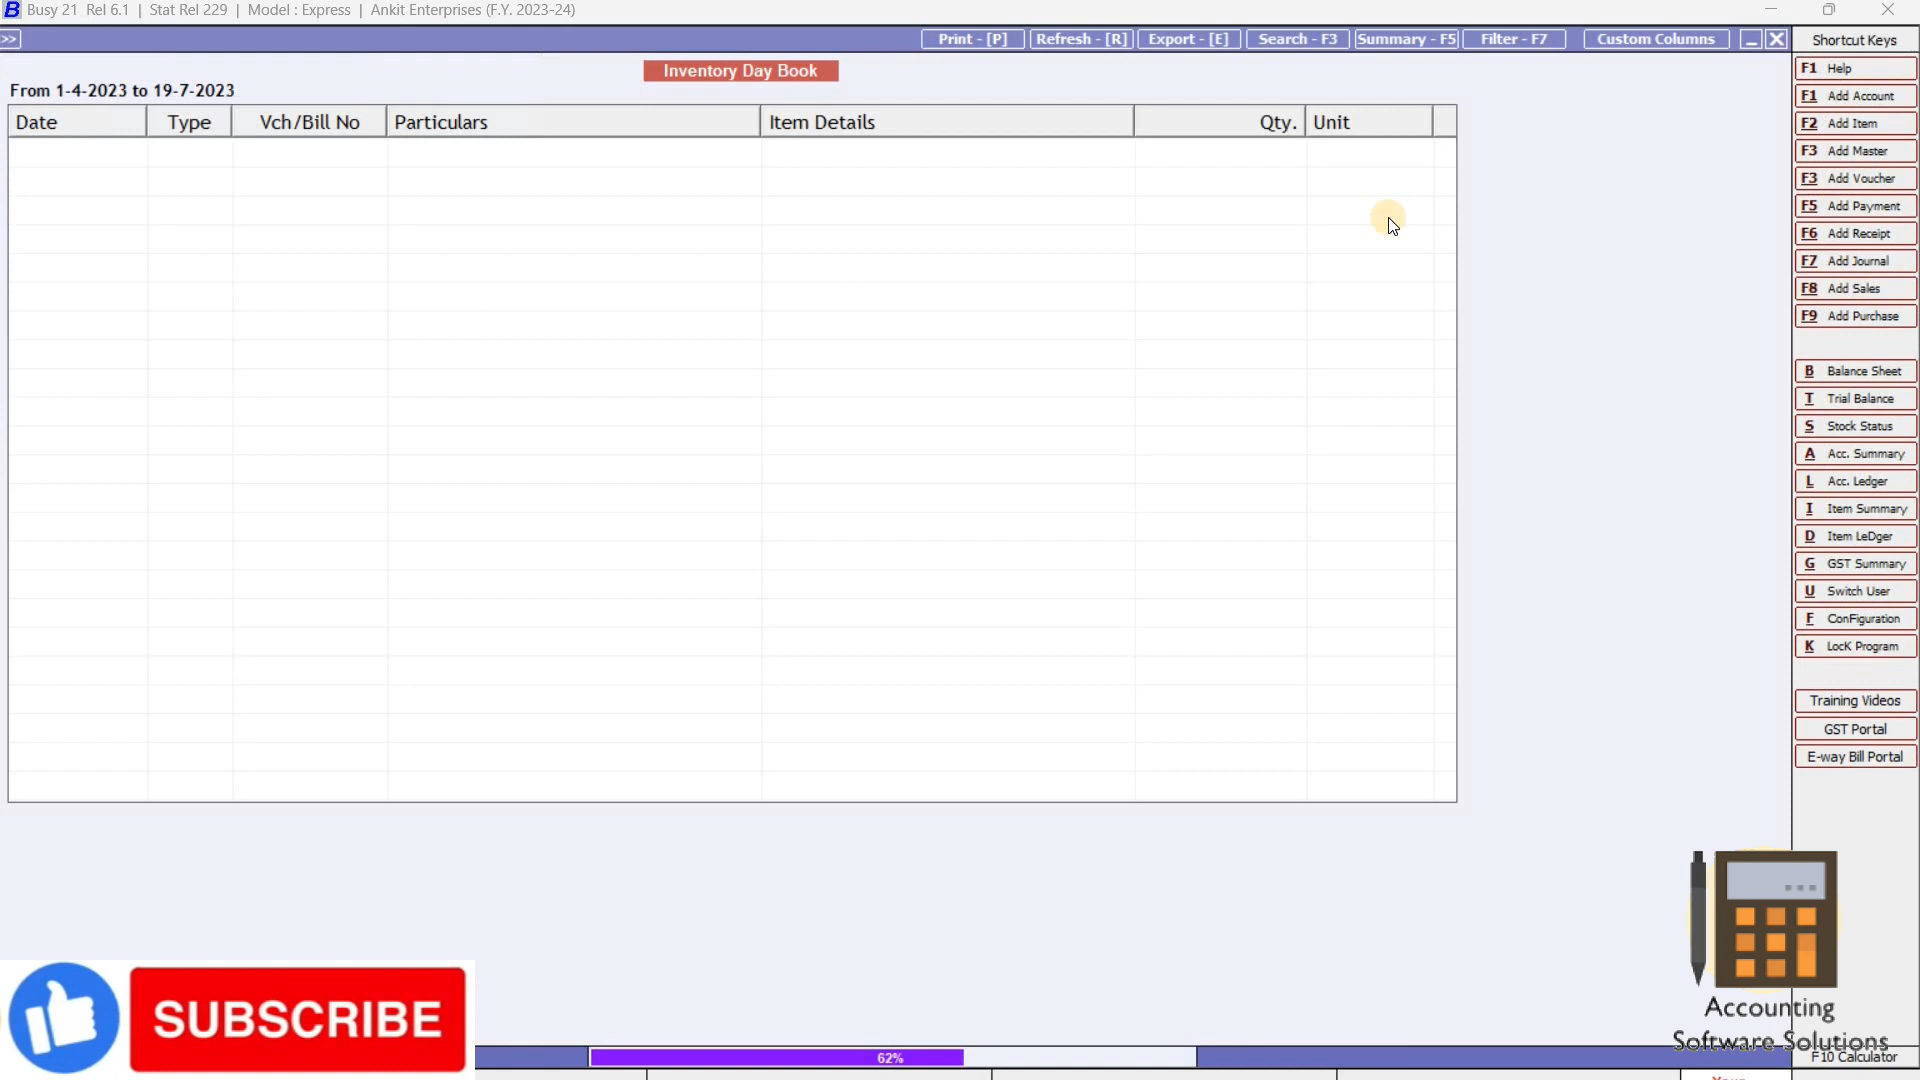 B Busy 21 Rel 6.1 | Stat Rel 229 | Model : Express | Ankit Enterprises (F.Y. 2023-24)
>> Print - [P] Refresh - [R] Export - [E] Search - F3 Summary - F5 Filter - F7 Custom Columns Shortcut Keys
Inventory Day Book
From 1-4-2023 to 19-7-2023
Date Type Vch/Bill No Particulars Item Details Qty. Unit
F1 Help
F1 Add Account
F2 Add Item
F3 Add Master
F3 Add Voucher
F5 Add Payment
F6 Add Receipt
F7 Add Journal
F8 Add Sales
F9 Add Purchase
B Balance Sheet
T Trial Balance
S Stock Status
A Acc. Summary
L Acc. Ledger
I Item Summary
D Item LeDger
G GST Summary
U Switch User
F ConFiguration
K LocK Program
Training Videos
GST Portal
E-way Bill Portal
Accounting
Software Solutions
SUBSCRIBE
62%
F10 Calculator